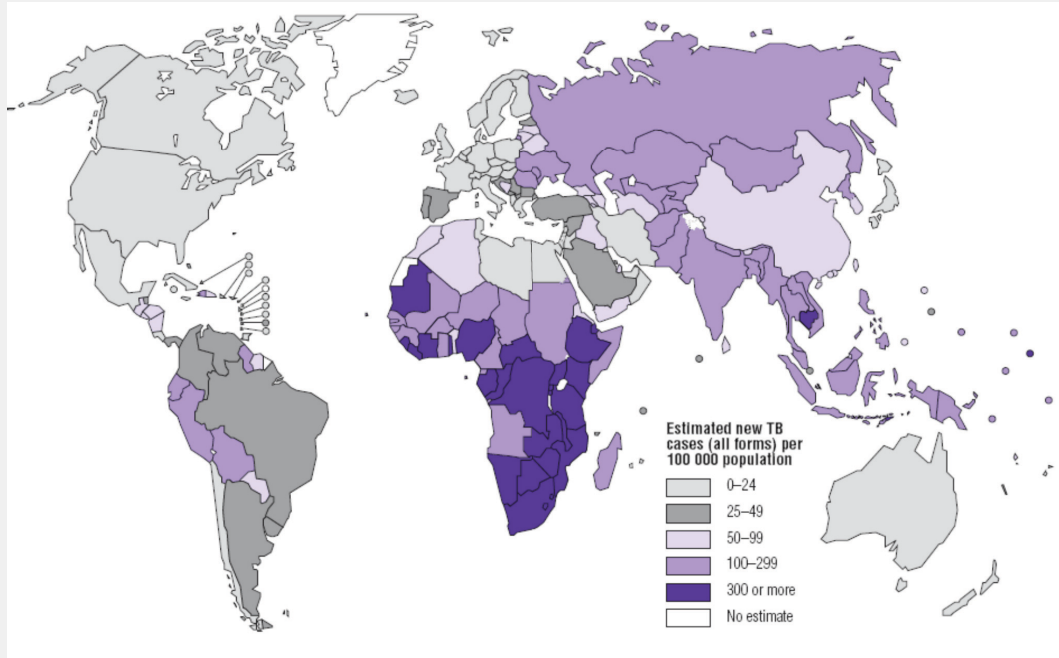 Estimated new TB
cases (all forms) per
100 000 population
0–24
25–49
50–99
100–299
300 or more
No estimate